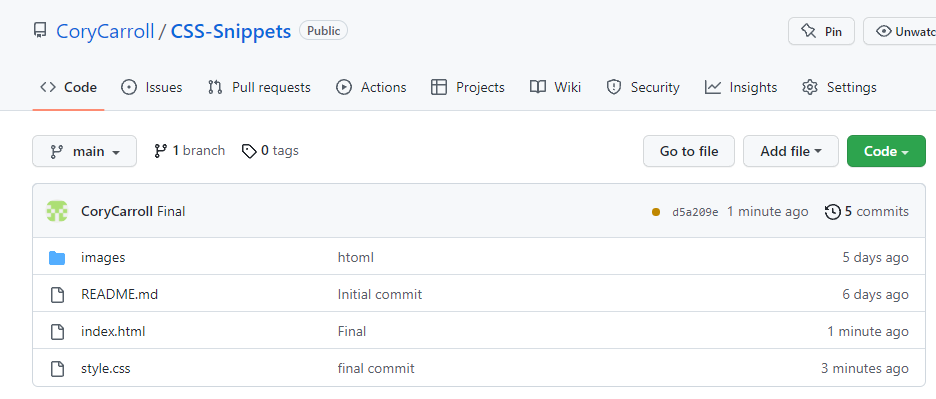 CoryCarroll / CSS-Snippets Public Pin Unwatc
Code Issues Pull requests Actions Projects Wiki Security Insights Settings
main 1 branch 0 tags Go to file Add file Code
CoryCarroll Final d5a209e 1 minute ago 5 commits
images htoml 5 days ago
README.md Initial commit 6 days ago
index.html Final 1 minute ago
style.css final commit 3 minutes ago